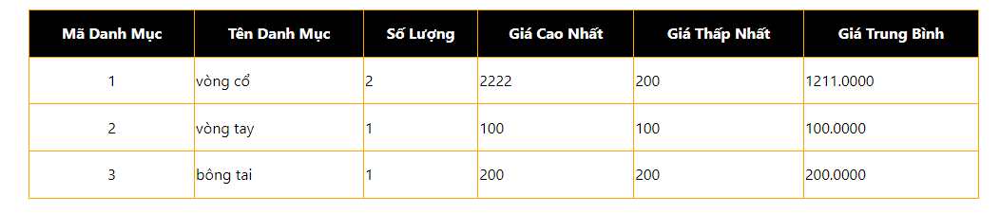 Mã Danh Mục Tên Danh Mục Số Lượng Giá Cao Nhất Giá Thấp Nhất Giá Trung Bình
1 vòng cổ 2 2222 200 1211.0000
2 vòng tay 1 100 100 100.0000
3 bông tai 1 200 200 200.0000